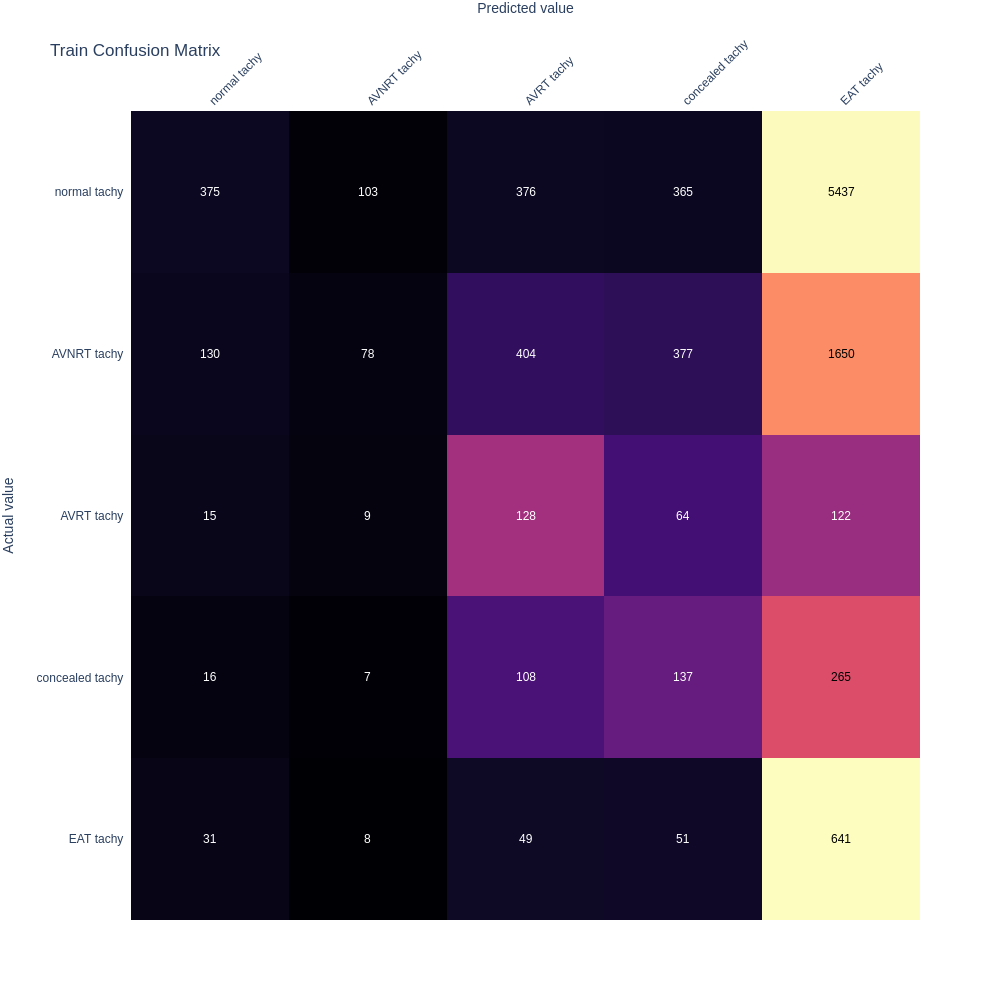 Predicted value
Train Confusion Matrix
normal tachy AVNRT tachy AVRT tachy concealed tachy EAT tachy
normal tachy 375 103 376 365 5437
AVNRT tachy 130 78 404 377 1650
Actual value
AVRT tachy 15 9 128 64 122
concealed tachy 16 7 108 137 265
EAT tachy 31 8 49 51 641